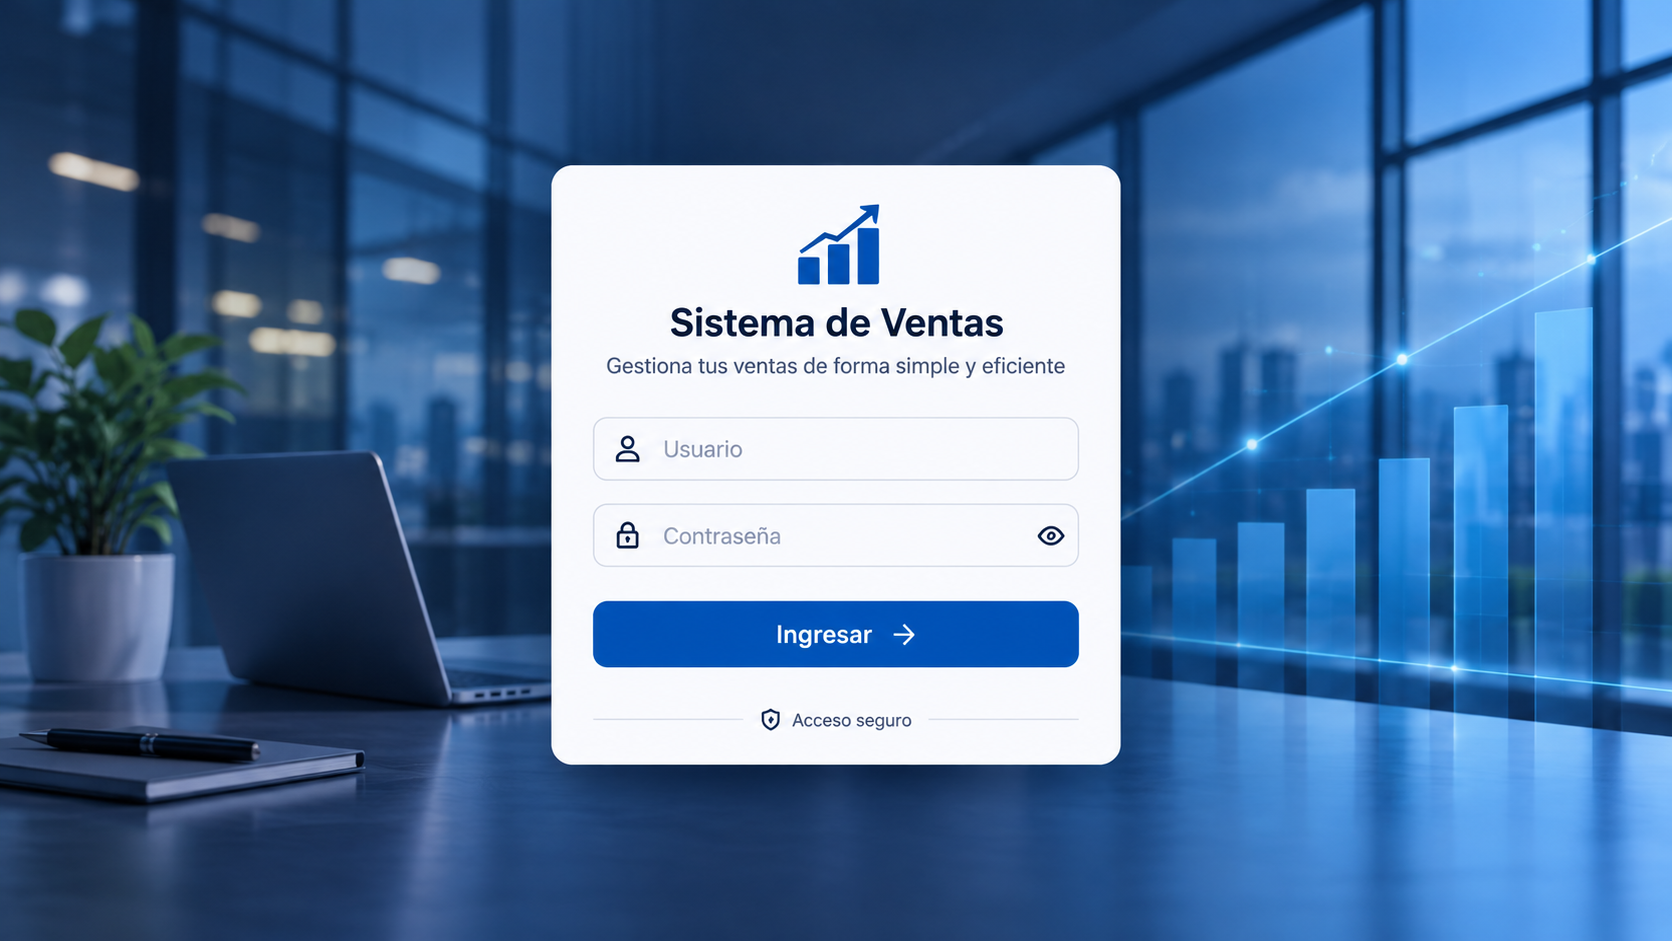 Sistema de Ventas
Gestiona tus ventas de forma simple y eficiente
Usuario
Contraseña
Ingresar
Acceso seguro